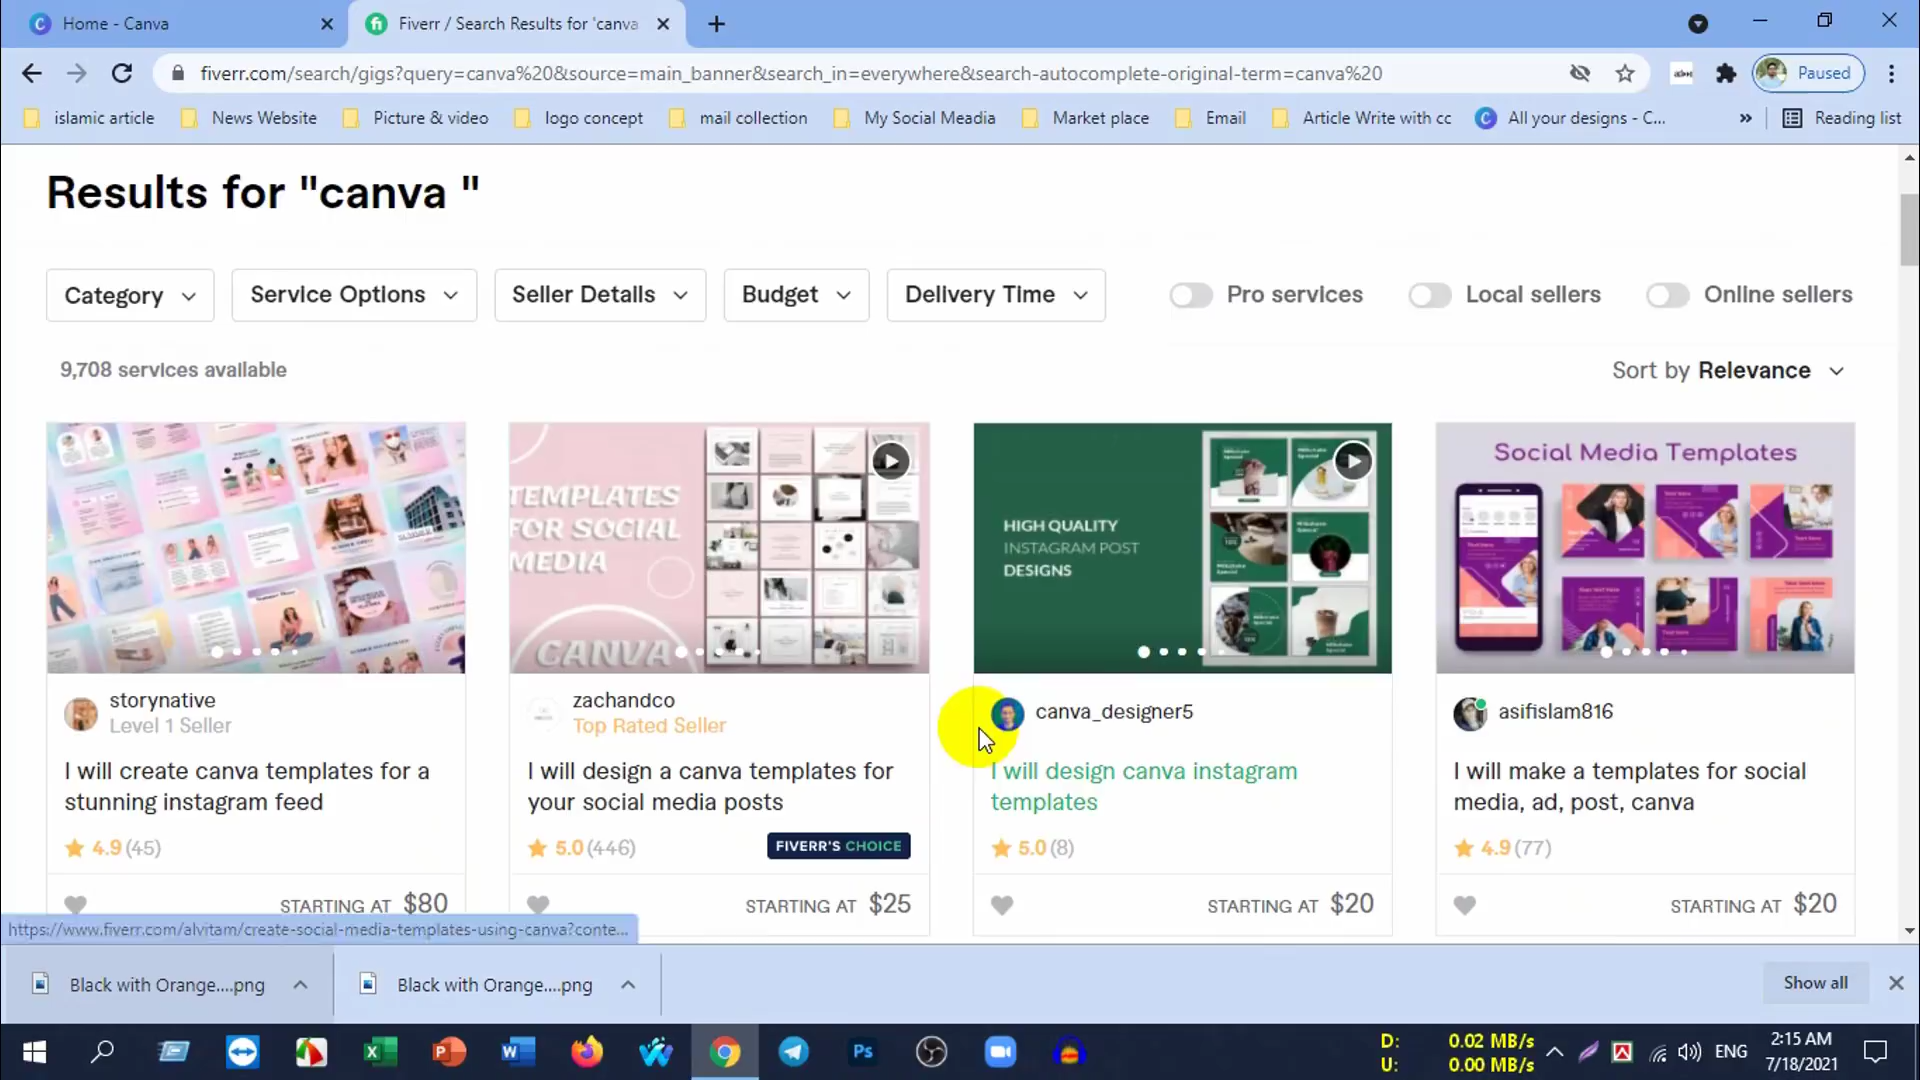 Home - Canva
Fiverr / Search Results for 'canva
fiverr.com/search/gigs?query=canva%20&source=main_banner&search_in=everywhere&search-autocomplete-original-term=canva%20
Paused
islamic article
News Website
Picture & video
logo concept
mail collection
My Social Meadia
Market place
Email
Article Write with cc
All your designs - C...
»
Reading list
Results for "canva "
Category
Service Options
Seller Details
Budget
Delivery Time
Pro services
Local sellers
Online sellers
9,708 services available
Sort by Relevance
TEMPLATES
FOR SOCIAL
MEDIA
CANVA
HIGH QUALITY
INSTAGRAM POST
DESIGNS
Social Media Templates
storynative
Level 1 Seller
I will create canva templates for a
stunning instagram feed
4.9 (45)
STARTING AT $80
zachandco
Top Rated Seller
I will design a canva templates for
your social media posts
5.0 (446)
FIVERR'S CHOICE
STARTING AT $25
canva_designer5
I will design canva instagram
templates
5.0 (8)
STARTING AT $20
asifislam816
I will make a templates for social
media, ad, post, canva
4.9 (77)
STARTING AT $20
https://www.fiverr.com/alvitam/create-social-media-templates-using-canva?conte...
Black with Orange....png
Black with Orange....png
Show all
D: 0.02 MB/s
U: 0.00 MB/s
ENG
2:15 AM
7/18/2021